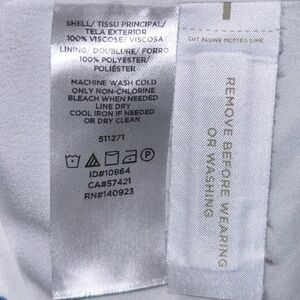 SHELL/ TISSU PRINCIPAL/
TELA EXTERIOR
100% VISCOSE/ VISCOSA
LINING/ D'OUBLURE/ FORRO
100% POLYESTER/
POLIÉSTER
MACHINE WASH COLD
ONLY NON-CHLORINE
BLEACH WHEN NEEDED
LINE DRY
COOL IRON IF NEEDED
OR DRY CLEAN
511271
P
ID#10864
CA#57421
RN#140923
CUT ALONG DOTTED LINE
REMOVE BEFORE WEARING
OR WASHING